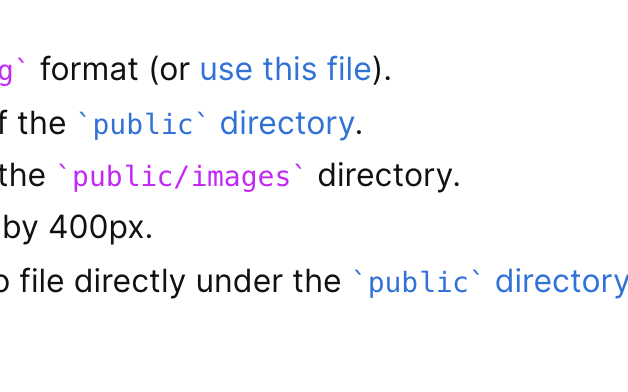 g` format (or use this file).
f the `public` directory.
the `public/images` directory.
by 400px.
o file directly under the `public` directory